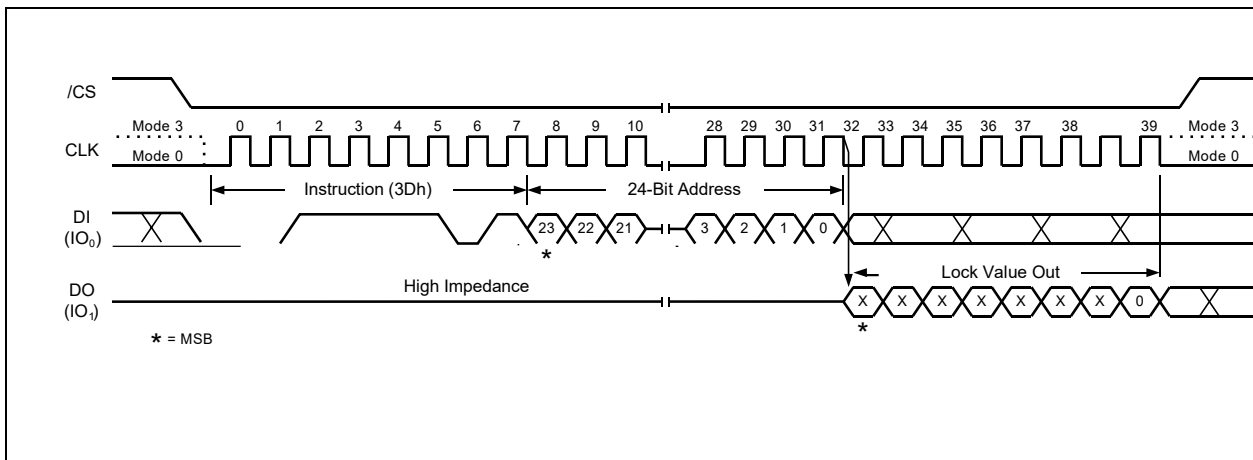 /CS
Mode 3 0 1 2 3 4 5 6 7 8 9 10 28 29 30 31 32 33 34 35 36 37 38 39 Mode 3
CLK Mode 0 Mode 0
Instruction (3Dh) 24-Bit Address
DI
(IO₀)
23 22 21 3 2 1 0
*
Lock Value Out
High Impedance
DO
(IO₁)
X X X X X X X 0
*
* = MSB